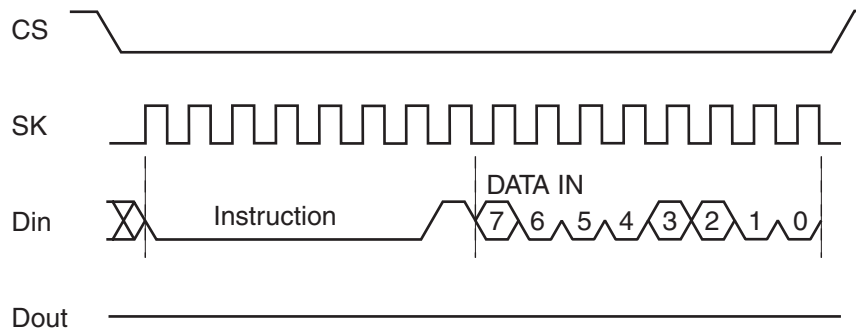 CS
SK
DATA IN
Din
Instruction
7 6 5 4 3 2 1 0
Dout